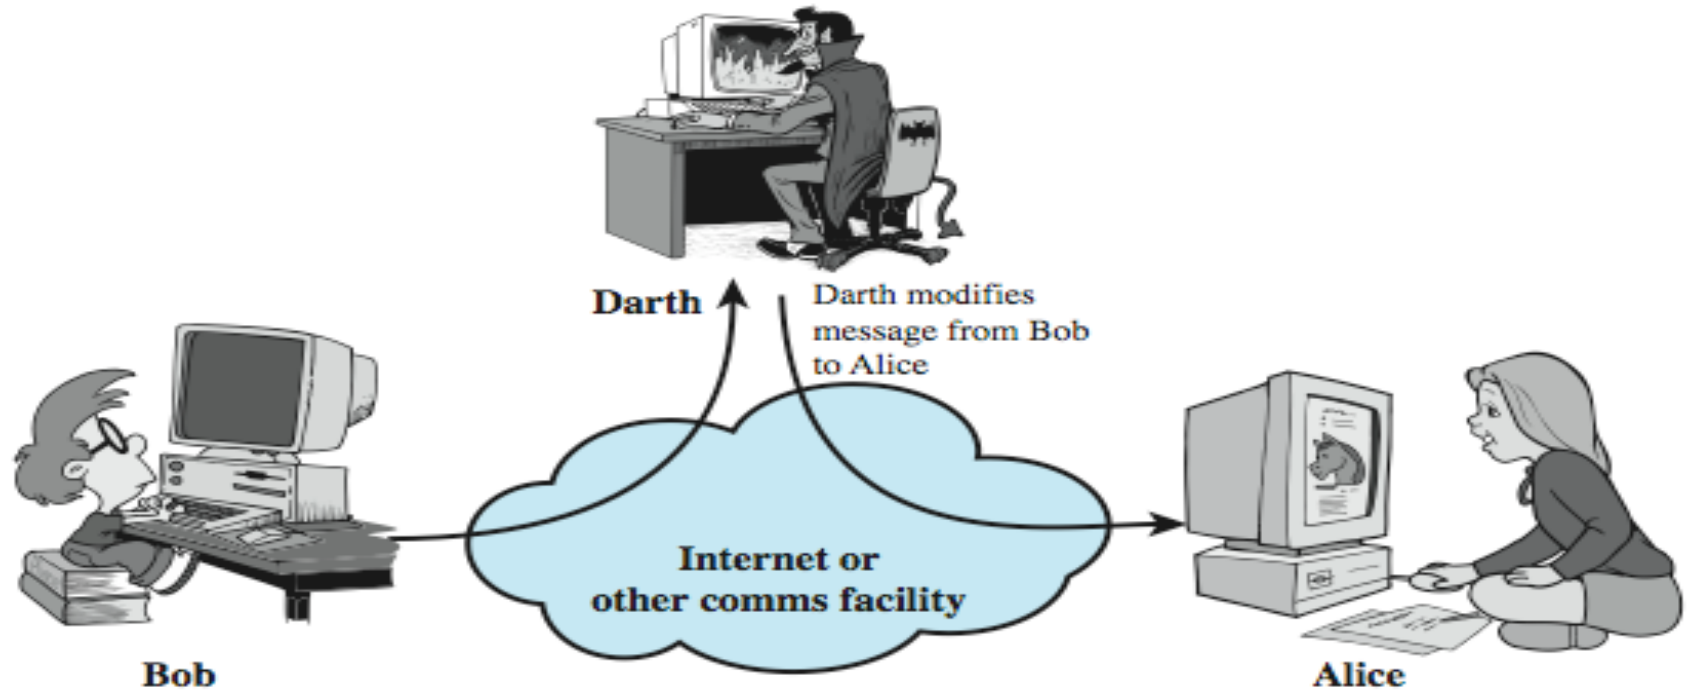 Darth
Darth modifies
message from Bob
to Alice
Internet or
other comms facility
Bob
Alice